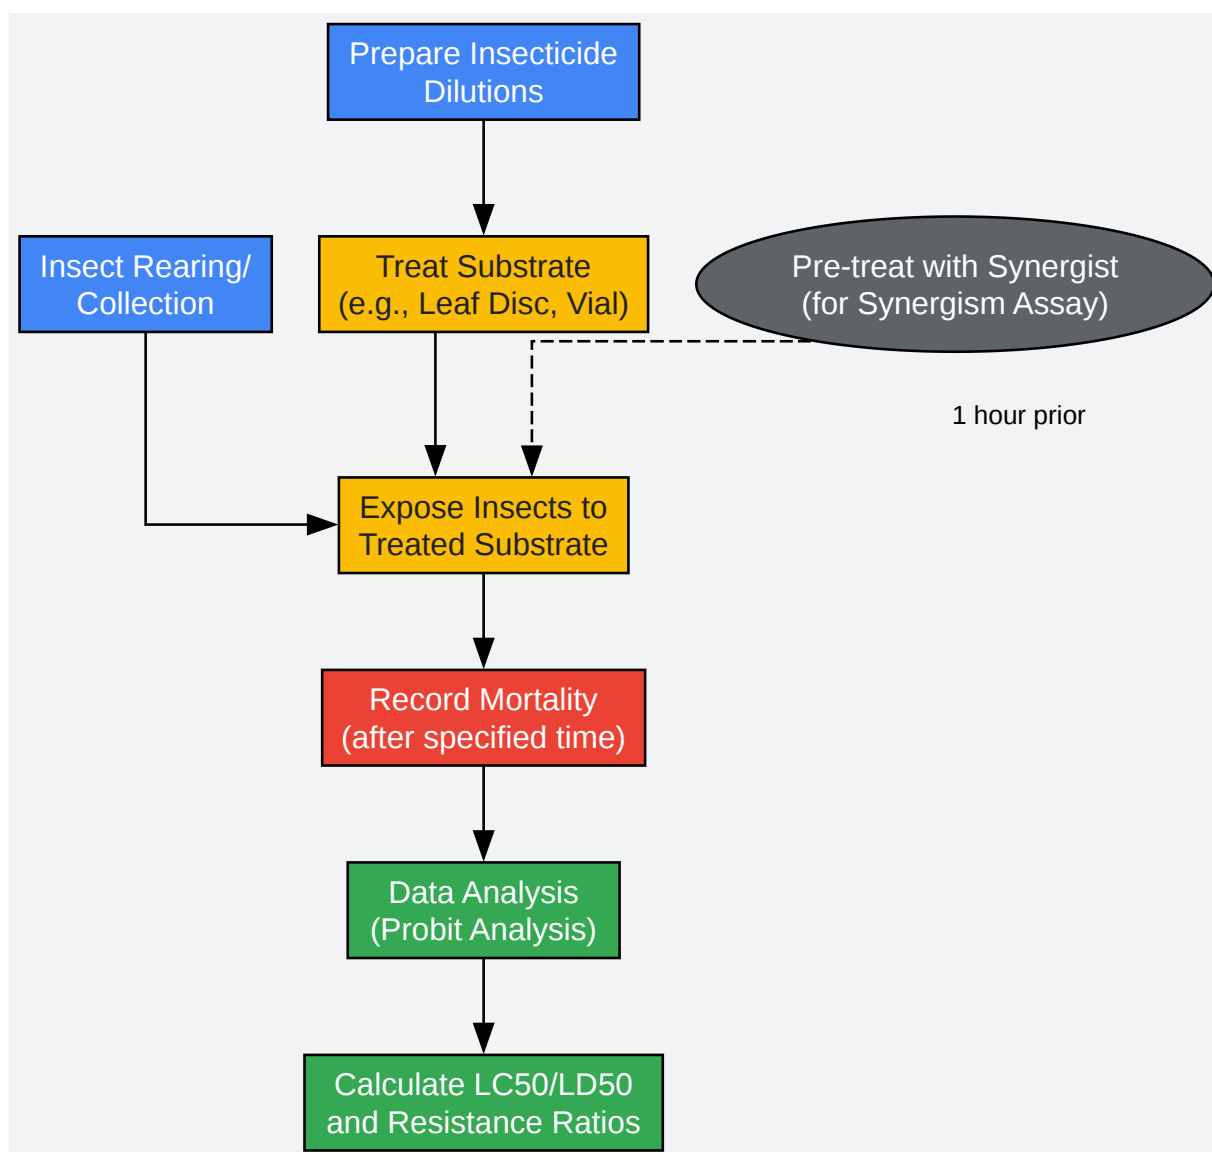 Prepare Insecticide
Dilutions
Insect Rearing/
Collection
Treat Substrate
(e.g., Leaf Disc, Vial)
Pre-treat with Synergist
(for Synergism Assay)
1 hour prior
Expose Insects to
Treated Substrate
Record Mortality
(after specified time)
Data Analysis
(Probit Analysis)
Calculate LC50/LD50
and Resistance Ratios